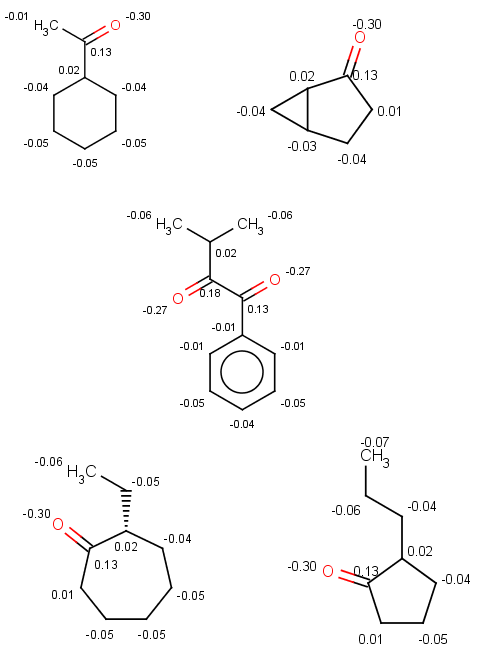 -0.01 H3C O -0.30
0.13
0.02
-0.04 -0.04
-0.05 -0.05
-0.05
-0.30
O
0.02 0.13
-0.04 0.01
-0.03
-0.04
-0.06 H3C CH3 -0.06
0.02
O -0.27
0.18
O 0.13
-0.27
-0.01
-0.01 -0.01
-0.05 -0.05
-0.04
-0.06 H3C -0.05
-0.30 O
0.02 -0.04
0.13
0.01 -0.05
-0.05 -0.05
-0.07
CH3
-0.06 -0.04
0.02
-0.30 O 0.13
-0.04
0.01 -0.05